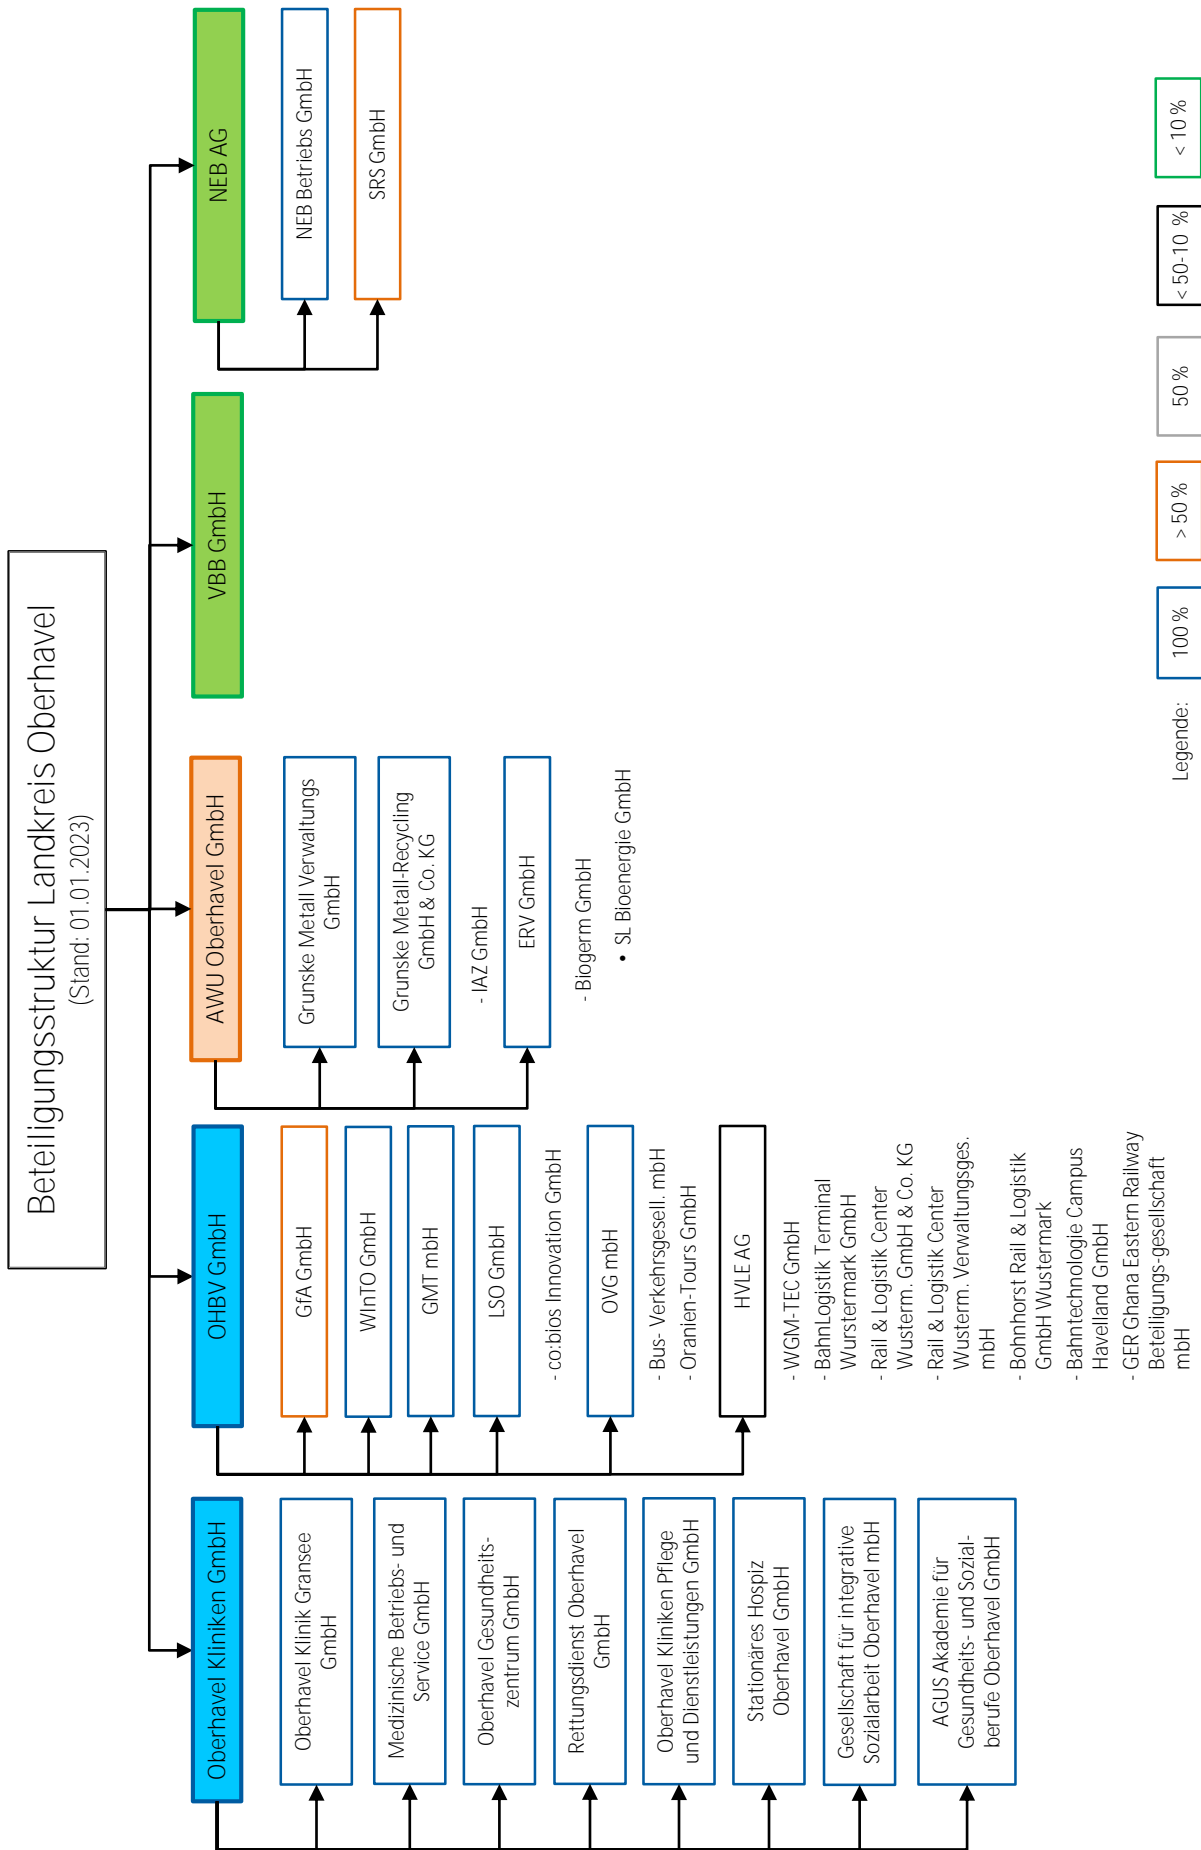 Beteiligungsstruktur Landkreis Oberhavel
(Stand: 01.01.2023)
Oberhavel Kliniken GmbH
Oberhavel Klinik Gransee
GmbH
Medizinische Betriebs- und
Service GmbH
Oberhavel Gesundheits-
zentrum GmbH
Rettungsdienst Oberhavel
GmbH
Oberhavel Kliniken Pflege
und Dienstleistungen GmbH
Stationäres Hospiz
Oberhavel GmbH
Gesellschaft für integrative
Sozialarbeit Oberhavel mbH
AGUS Akademie für
Gesundheits- und Sozial-
berufe Oberhavel GmbH
OHBV GmbH
GfA GmbH
WInTO GmbH
GMT mbH
LSO GmbH
- co:bios Innovation GmbH
OVG mbH
- Bus- Verkehrsgesell. mbH
- Oranien-Tours GmbH
HVLE AG
- WGM-TEC GmbH
- BahnLogistik Terminal
Wurstermark GmbH
- Rail & Logistik Center
Wusterm. GmbH & Co. KG
- Rail & Logistik Center
Wusterm. Verwaltungsges.
mbH
- Bohnhorst Rail & Logistik
GmbH Wustermark
- Bahntechnologie Campus
Havelland GmbH
- GER Ghana Eastern Railway
Beteiligungs-gesellschaft
mbH
AWU Oberhavel GmbH
Grunske Metall Verwaltungs
GmbH
Grunske Metall-Recycling
GmbH & Co. KG
- IAZ GmbH
ERV GmbH
- Biogerm GmbH
• SL Bioenergie GmbH
VBB GmbH
NEB AG
NEB Betriebs GmbH
SRS GmbH
Legende:
100 %
> 50 %
50 %
< 50-10 %
< 10 %